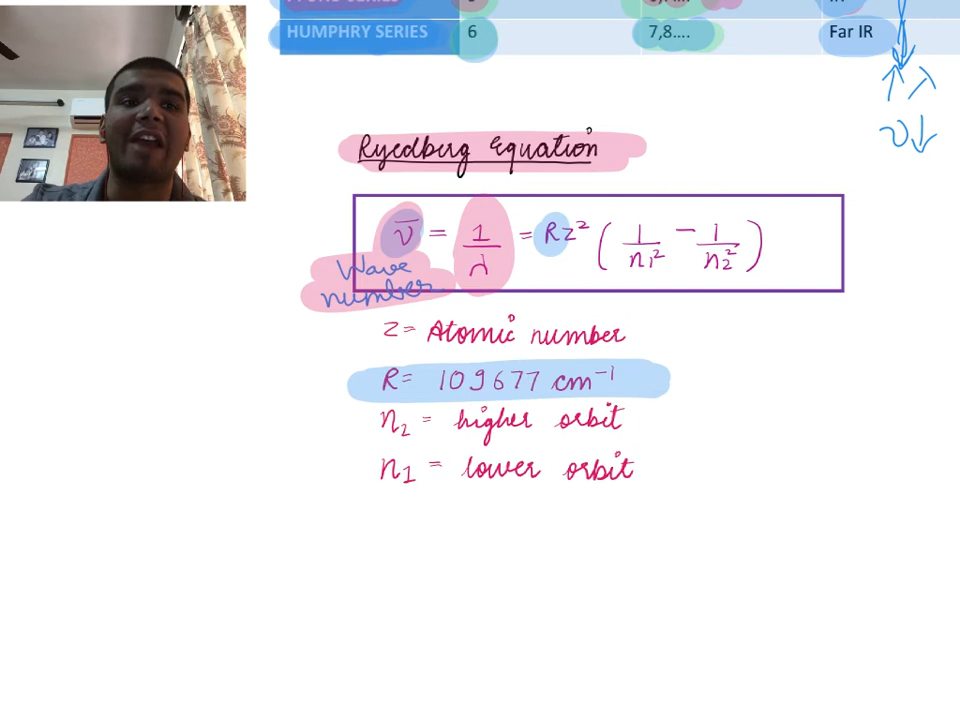 HUMPHRY SERIES 6 7,8.... Far IR
↑ λ
ν ↓
Ryedberg Equation
ν̅ = 1/λ = Rz² ( 1/n₁² − 1/n₂² )
Wave
number
z = Atomic number
R = 109677 cm⁻¹
n₂ = higher orbit
n₁ = lower orbit